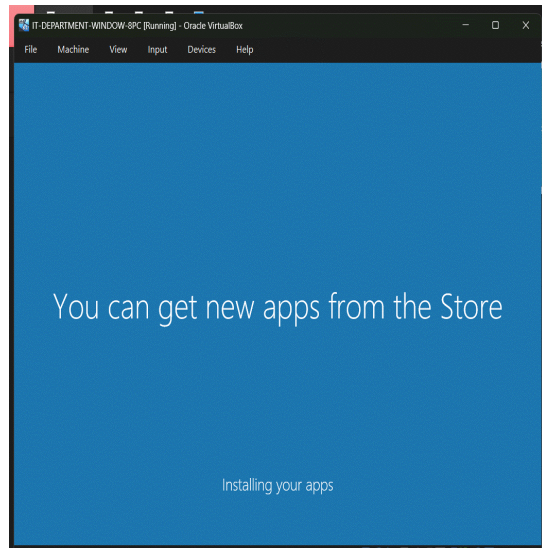 IT-DEPARTMENT-WINDOW-8PC [Running] - Oracle VirtualBox
File Machine View Input Devices Help
You can get new apps from the Store
Installing your apps